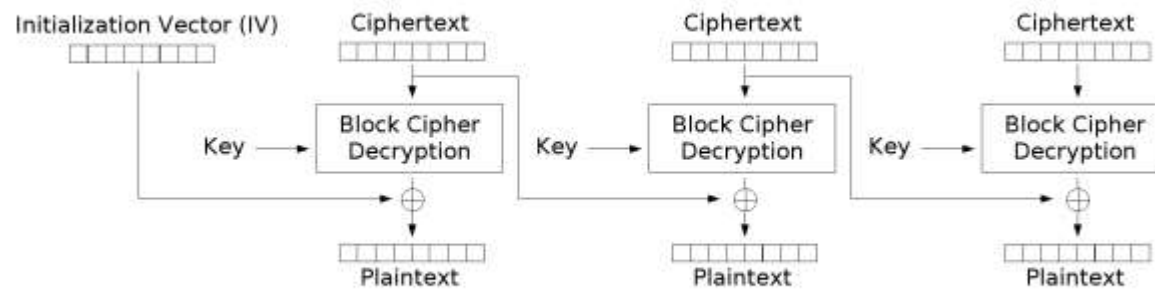 Initialization Vector (IV)
Ciphertext
Ciphertext
Ciphertext
Key
Block Cipher
Decryption
Key
Block Cipher
Decryption
Key
Block Cipher
Decryption
Plaintext
Plaintext
Plaintext